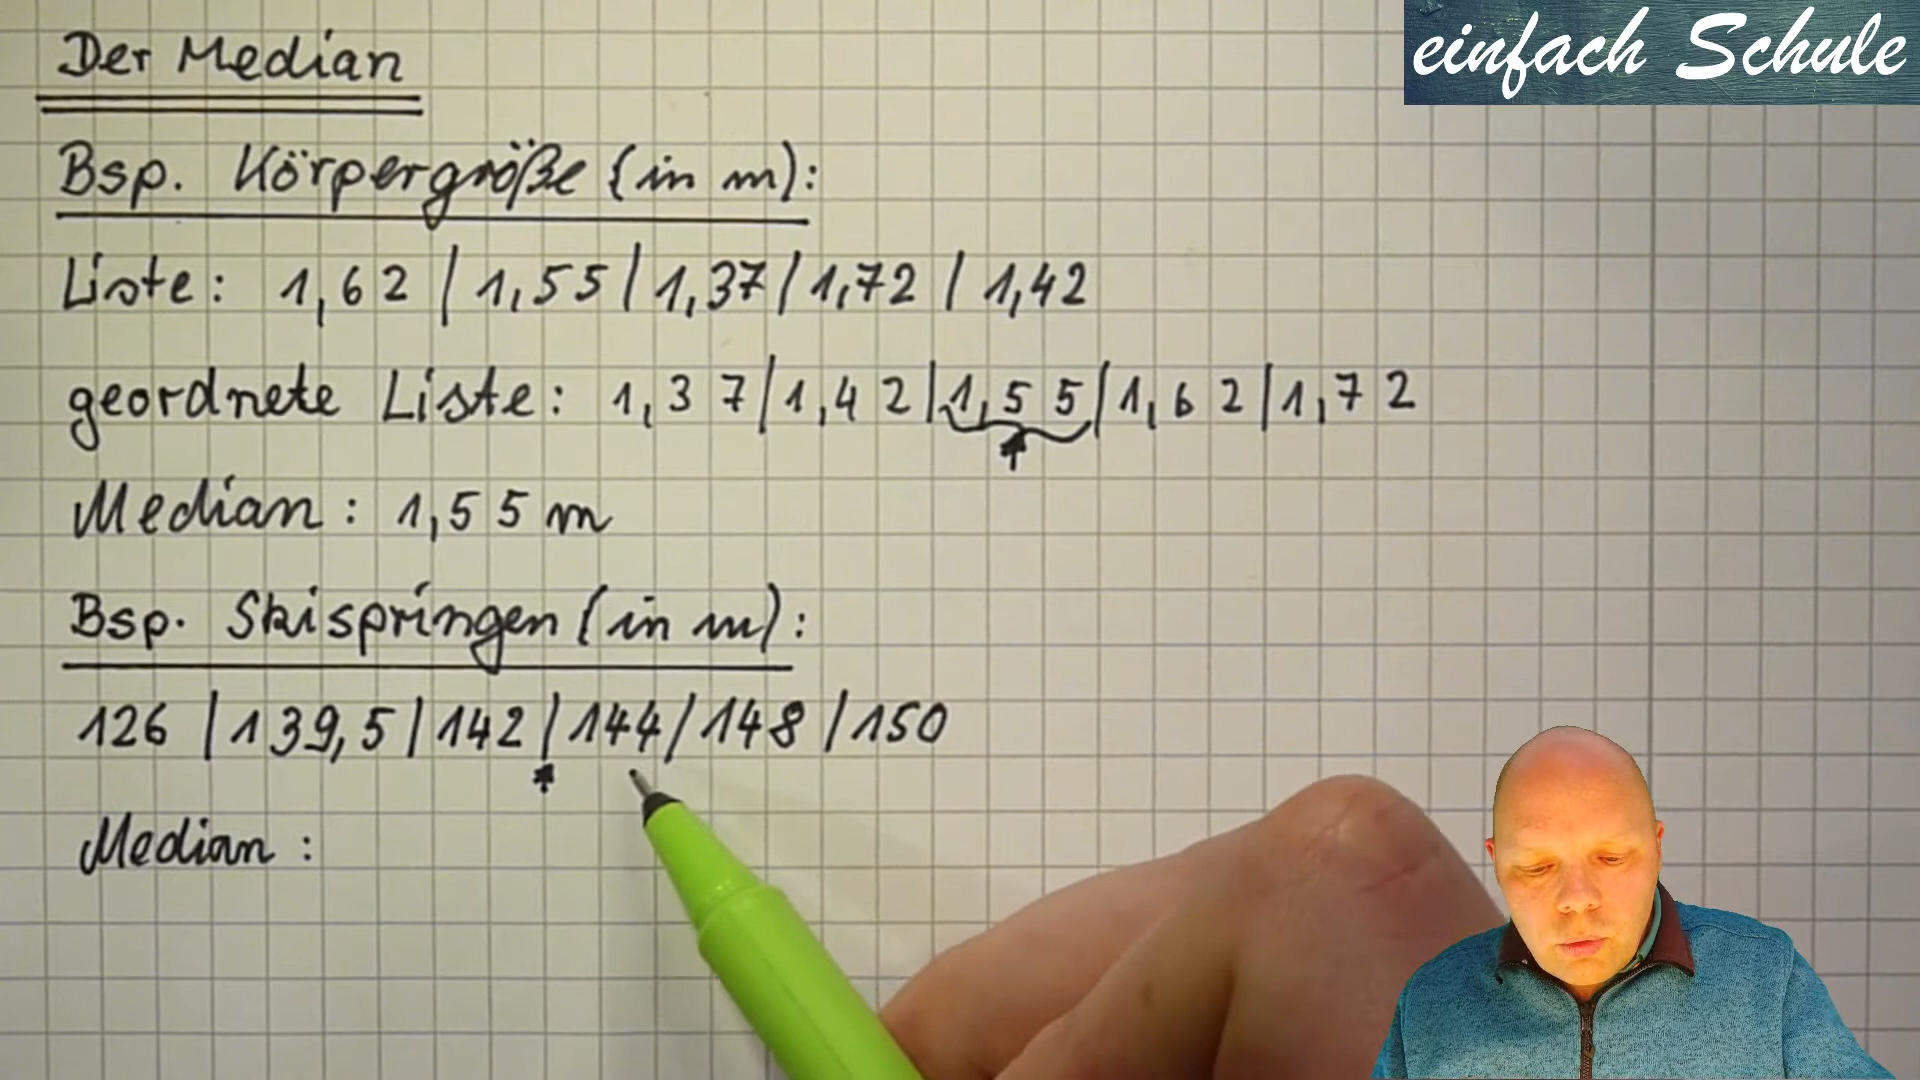 Der Median
einfach Schule
Bsp. Körpergröße (in m):
Liste: 1,62 | 1,55 | 1,37 | 1,72 | 1,42
geordnete Liste: 1,37 | 1,42 | 1,55 | 1,62 | 1,72
Median: 1,55 m
Bsp. Skispringen (in m):
126 | 139,5 | 142 | 144 | 148 | 150
Median: